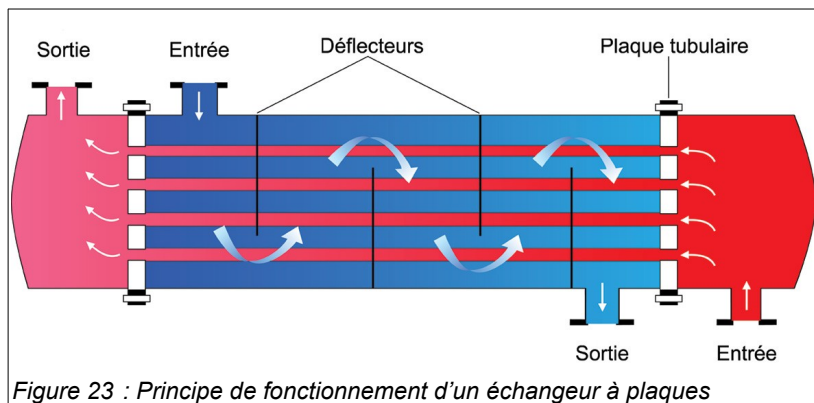 Sortie
Entrée
Déflecteurs
Plaque tubulaire
Sortie
Entrée
Figure 23 : Principe de fonctionnement d'un échangeur à plaques